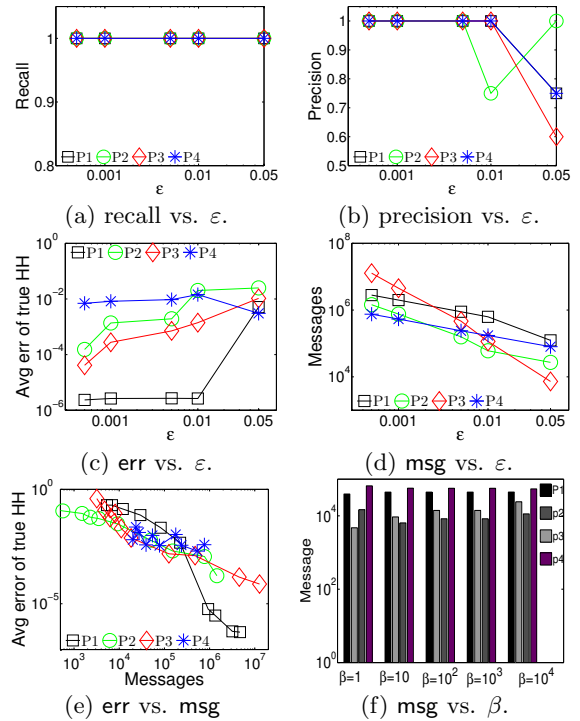 Recall
1
0.9
0.8
P1 P2 P3 P4
0.001 0.01 0.05
ε
(a) recall vs. ε.
Precision
1
0.9
0.8
0.7
0.6
0.5
P1 P2 P3 P4
0.001 0.01 0.05
ε
(b) precision vs. ε.
Avg err of true HH
10^0
10^-2
10^-4
10^-6
P1 P2 P3 P4
0.001 0.01 0.05
ε
(c) err vs. ε.
Messages
10^8
10^6
10^4
P1 P2 P3 P4
0.001 0.01 0.05
ε
(d) msg vs. ε.
Avg error of true HH
10^0
10^-5
P1 P2 P3 P4
10^3 10^4 10^5 10^6 10^7
Messages
(e) err vs. msg
Message
10^4
10^2
10^0
P1
p2
p3
p4
β=1 β=10 β=10^2 β=10^3 β=10^4
(f) msg vs. β.